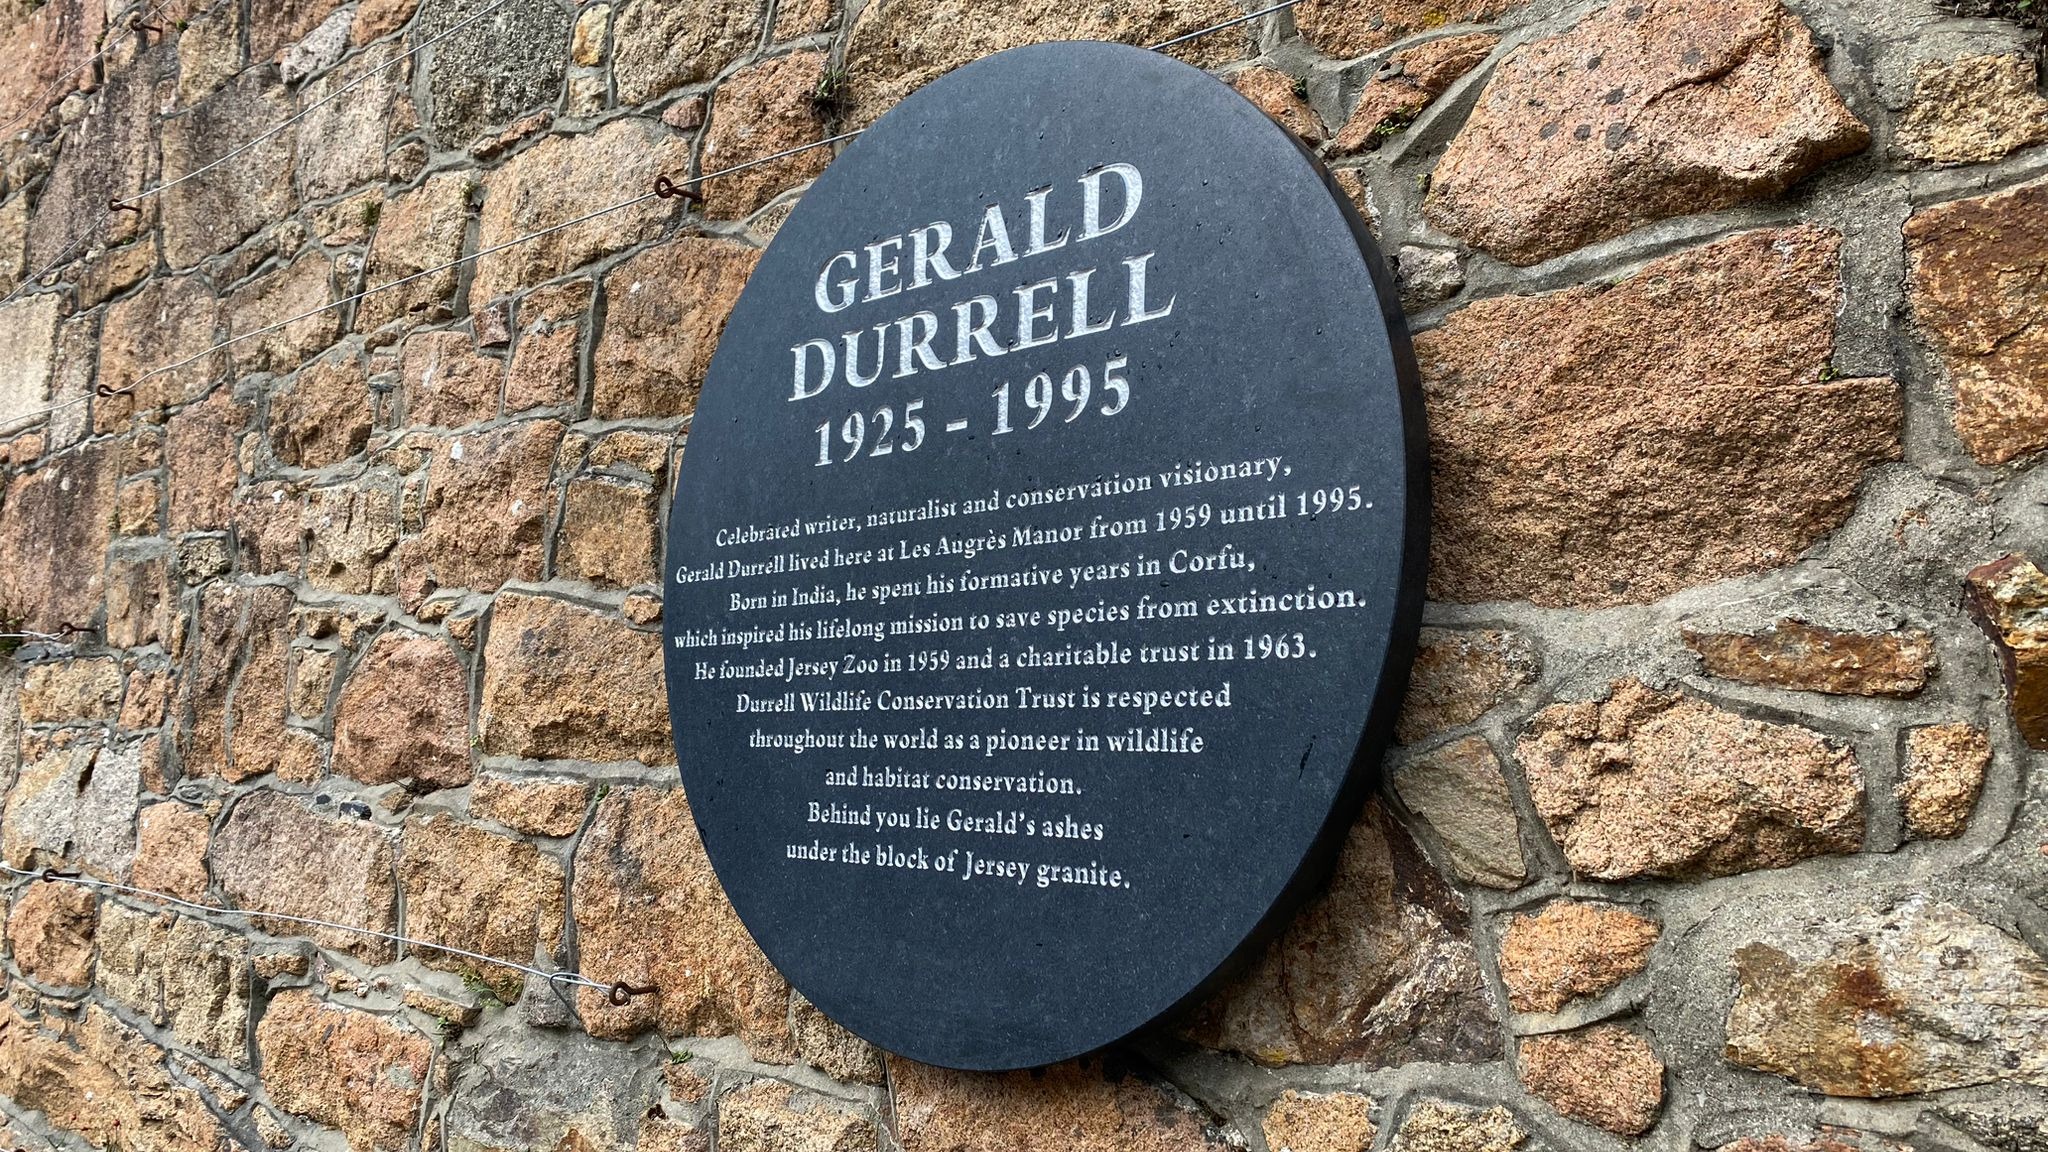 GERALD
DURRELL
1925 - 1995
Celebrated writer, naturalist and conservation visionary,
Gerald Durrell lived here at Les Augrès Manor from 1959 until 1995.
Born in India, he spent his formative years in Corfu,
which inspired his lifelong mission to save species from extinction.
He founded Jersey Zoo in 1959 and a charitable trust in 1963.
Durrell Wildlife Conservation Trust is respected
throughout the world as a pioneer in wildlife
and habitat conservation.
Behind you lie Gerald's ashes
under the block of Jersey granite.